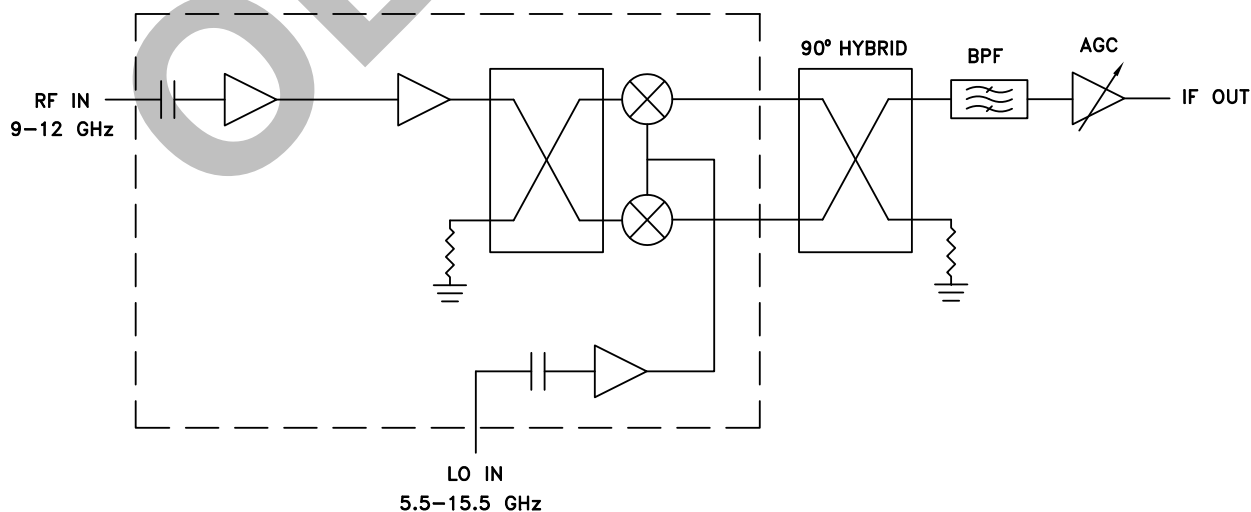 90° HYBRID
BPF
AGC
RF IN
9–12 GHz
IF OUT
LO IN
5.5–15.5 GHz